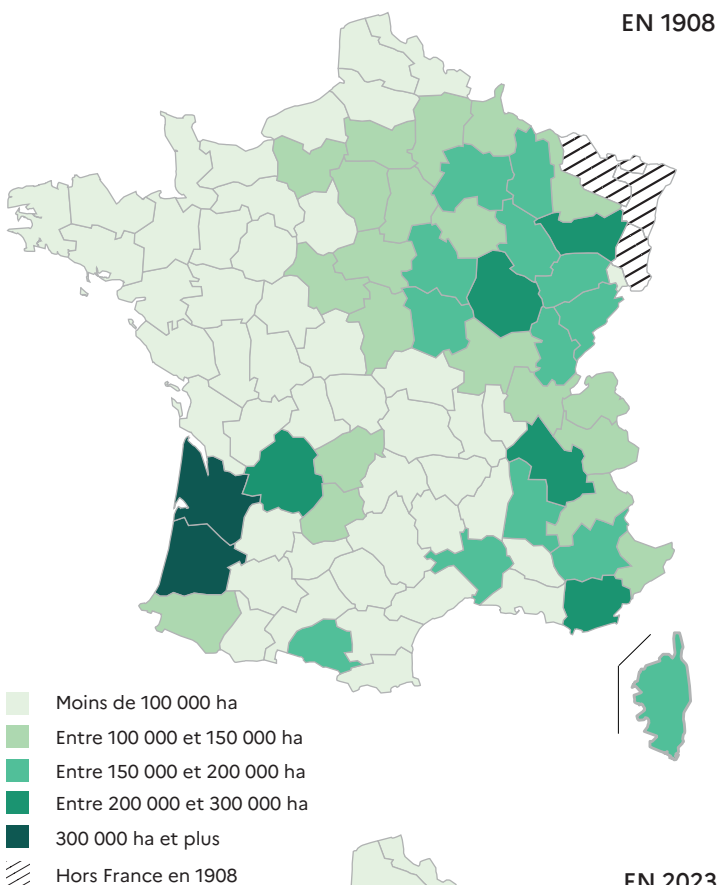 EN 1908
Moins de 100 000 ha
Entre 100 000 et 150 000 ha
Entre 150 000 et 200 000 ha
Entre 200 000 et 300 000 ha
300 000 ha et plus
Hors France en 1908
EN 2023